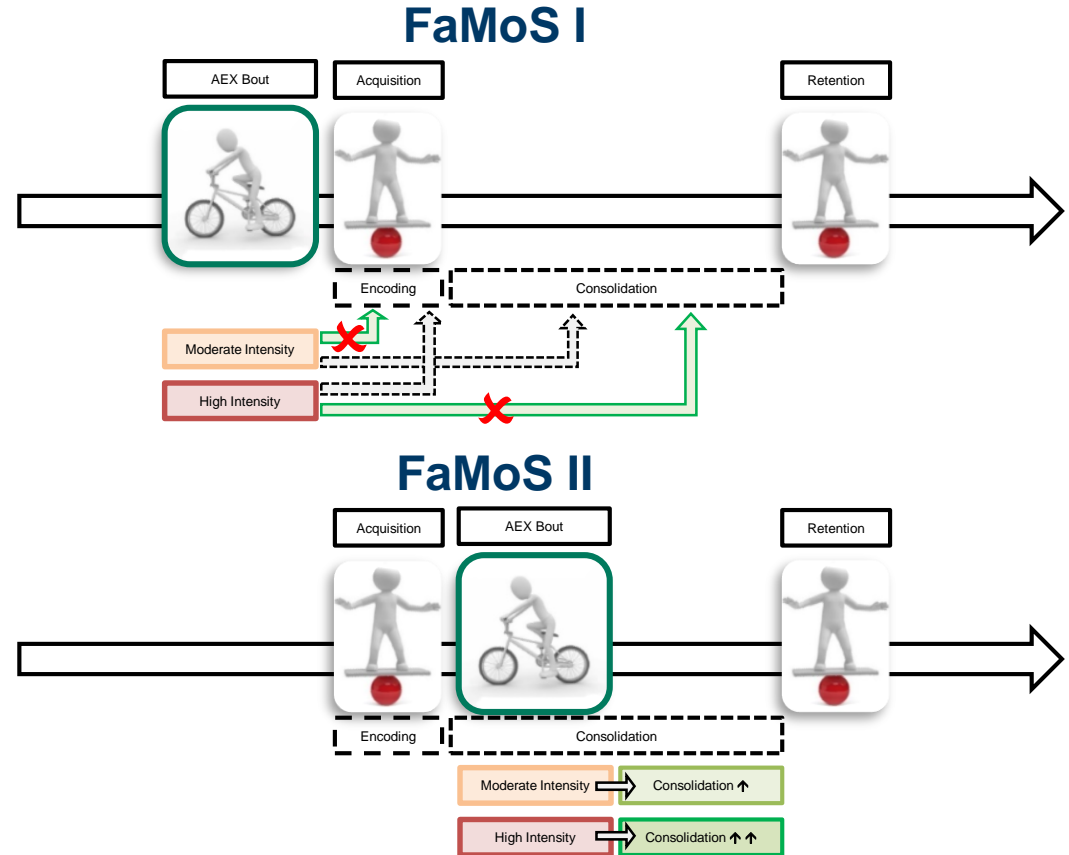 FaMoS I
AEX Bout
Acquisition
Retention
Encoding
Consolidation
Moderate Intensity
High Intensity
FaMoS II
Acquisition
AEX Bout
Retention
Encoding
Consolidation
Moderate Intensity
Consolidation ↑
High Intensity
Consolidation ↑ ↑